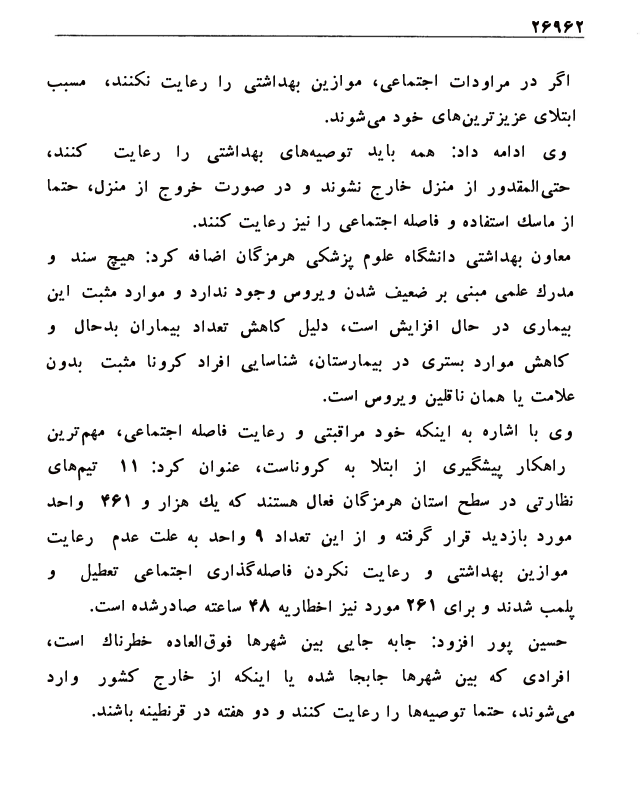 ۲۶۹۶۲
اگر در مراودات اجتماعی، موازین بهداشتی را رعایت نکنند، مسبب
ابتلای عزیزترین‌های خود می‌شوند.
وی ادامه داد: همه باید توصیه‌های بهداشتی را رعایت کنند،
حتی‌المقدور از منزل خارج نشوند و در صورت خروج از منزل، حتما
از ماسك استفاده و فاصله اجتماعی را نیز رعایت کنند.
معاون بهداشتی دانشگاه علوم پزشکی هرمزگان اضافه کرد: هیچ سند و
مدرك علمی مبنی بر ضعیف شدن ویروس وجود ندارد و موارد مثبت این
بیماری در حال افزایش است، دلیل کاهش تعداد بیماران بدحال و
کاهش موارد بستری در بیمارستان، شناسایی افراد کرونا مثبت بدون
علامت یا همان ناقلین ویروس است.
وی با اشاره به اینکه خود مراقبتی و رعایت فاصله اجتماعی، مهم‌ترین
راهکار پیشگیری از ابتلا به کروناست، عنوان کرد: ۱۱ تیم‌های
نظارتی در سطح استان هرمزگان فعال هستند که یك هزار و ۴۶۱ واحد
مورد بازدید قرار گرفته و از این تعداد ۹ واحد به علت عدم رعایت
موازین بهداشتی و رعایت نکردن فاصله‌گذاری اجتماعی تعطیل و
پلمب شدند و برای ۲۶۱ مورد نیز اخطاریه ۴۸ ساعته صادرشده است.
حسین پور افزود: جابه جایی بین شهرها فوق‌العاده خطرناك است،
افرادی که بین شهرها جابجا شده یا اینکه از خارج کشور وارد
می‌شوند، حتما توصیه‌ها را رعایت کنند و دو هفته در قرنطینه باشند.